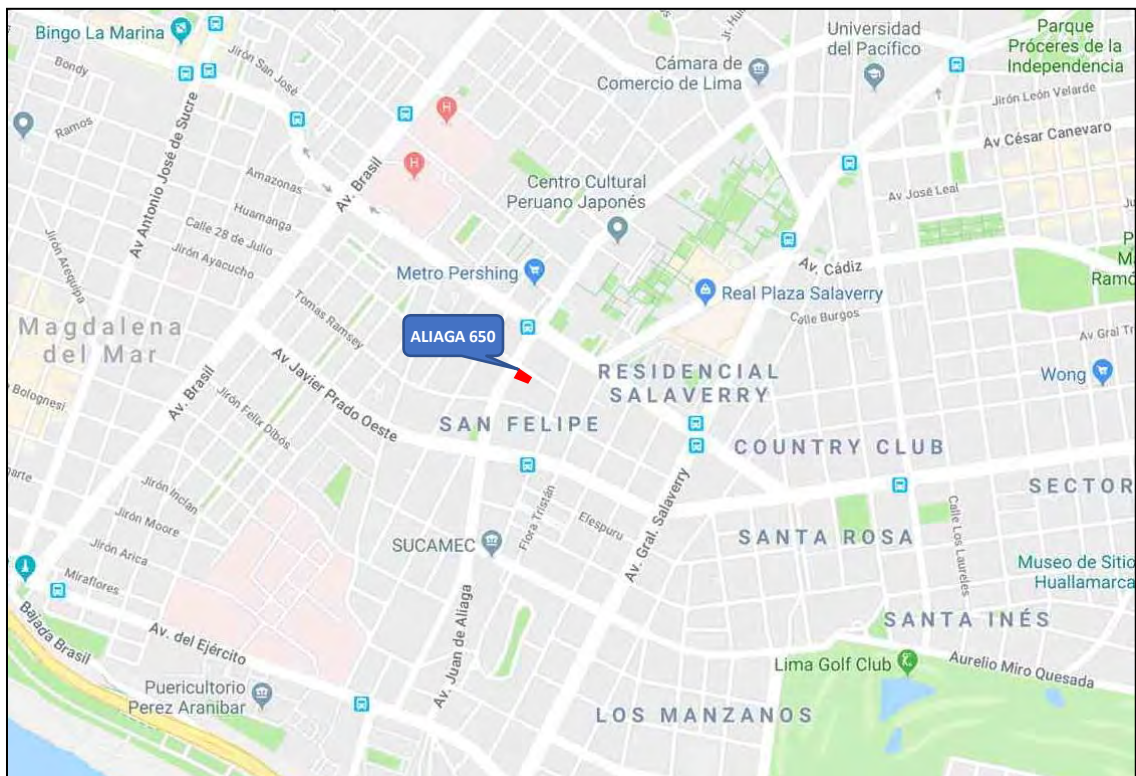 Bingo La Marina
Jirón San José
Bondy
Ramos
Av Antonio José de Sucre
Amazonas
Huamanga
Calle 28 de Julio
Jirón Ayacucho
Jirón Arequipa
Av. Brasil
Cámara de
Comercio de Lima
Universidad
del Pacífico
Parque
Próceres de la
Independencia
Jirón León Velarde
Av César Canevaro
Av José Leal
Centro Cultural
Peruano Japonés
Metro Pershing
Av. Cádiz
Real Plaza Salaverry
Calle Burgos
Av Gral Tr
Ramó
Wong
Magdalena
del Mar
Tomas Ramsey
ALIAGA 650
RESIDENCIAL
SALAVERRY
SAN FELIPE
COUNTRY CLUB
SECTOR
Bolognesi
Av. Brasil
Av Javier Prado Oeste
Jirón Felix Dibós
Jirón Inclán
Jirón Moore
Jirón Arica
Miraflores
Flora Tristán
Elespuru
SUCAMEC
Av. Gral. Salaverry
SANTA ROSA
Calle Los Laureles
Museo de Sitio
Huallamarca
SANTA INÉS
Bajada Brasil
Av. del Ejército
Av. Juan de Aliaga
Lima Golf Club
Aurelio Miro Quesada
Puericultorio
Perez Aranibar
LOS MANZANOS